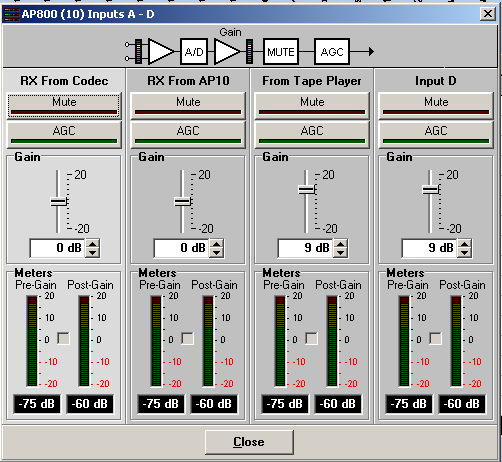 AP800 (10) Inputs A - D
Gain
A/D MUTE AGC
RX From Codec RX From AP10 From Tape Player Input D
Mute Mute Mute Mute
AGC AGC AGC AGC
Gain Gain Gain Gain
20 20 20 20
-20 -20 -20 -20
0 dB 0 dB 9 dB 9 dB
Meters Meters Meters Meters
Pre-Gain Post-Gain Pre-Gain Post-Gain Pre-Gain Post-Gain Pre-Gain Post-Gain
20 20 20 20 20 20 20 20
10 10 10 10 10 10 10 10
0 0 0 0 0 0 0 0
-10 -10 -10 -10 -10 -10 -10 -10
-20 -20 -20 -20 -20 -20 -20 -20
-75 dB -60 dB -75 dB -60 dB -75 dB -60 dB -75 dB -60 dB
Close